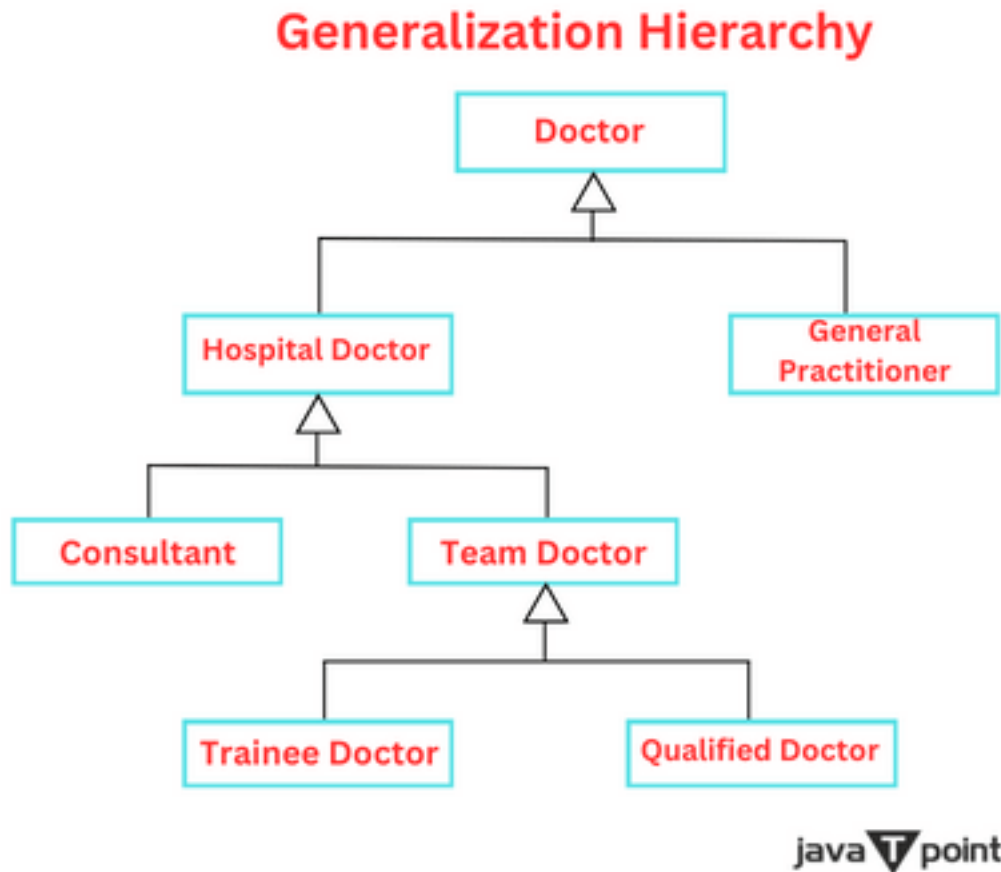 Generalization Hierarchy
Doctor
Hospital Doctor
General
Practitioner
Consultant
Team Doctor
Trainee Doctor
Qualified Doctor
java T point